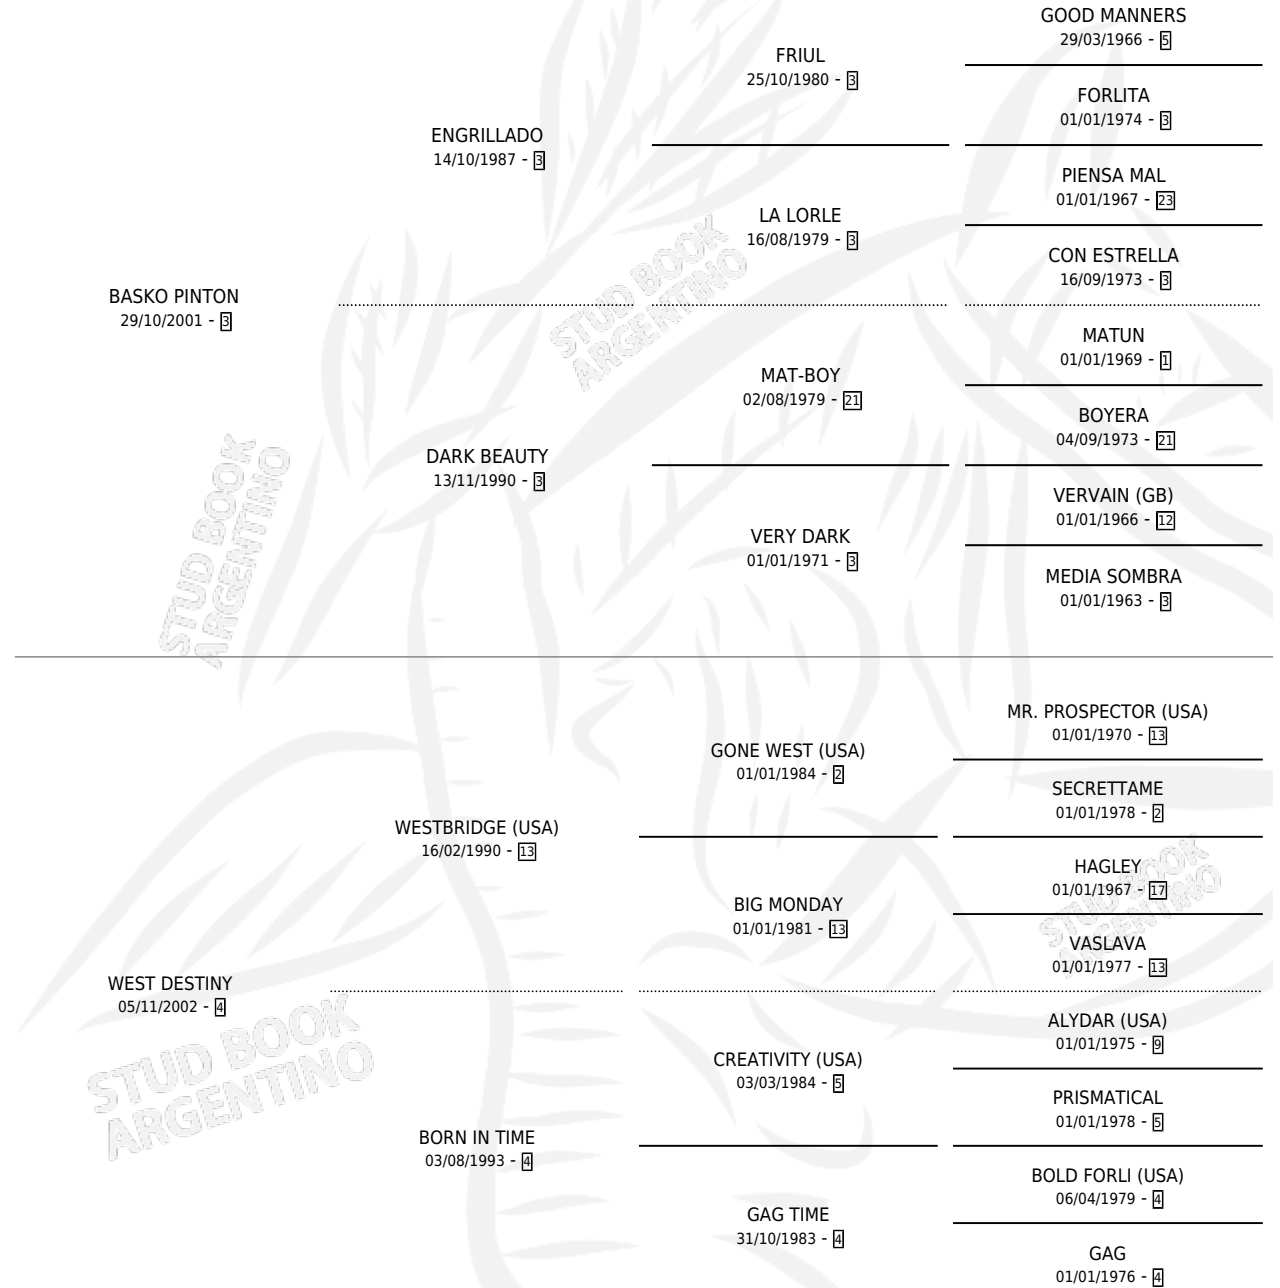 GOOD MANNERS
29/03/1966 - 5
FRIUL
25/10/1980 - 3
FORLITA
01/01/1974 - 3
ENGRILLADO
14/10/1987 - 3
PIENSA MAL
01/01/1967 - 23
LA LORLE
16/08/1979 - 3
CON ESTRELLA
16/09/1973 - 3
BASKO PINTON
29/10/2001 - 3
STUD BOOK
ARGENTINO
MATUN
01/01/1969 - 1
MAT-BOY
02/08/1979 - 21
BOYERA
04/09/1973 - 21
DARK BEAUTY
13/11/1990 - 3
VERVAIN (GB)
01/01/1966 - 12
VERY DARK
01/01/1971 - 3
MEDIA SOMBRA
01/01/1963 - 3
STUD BOOK
ARGENTINO
MR. PROSPECTOR (USA)
01/01/1970 - 13
GONE WEST (USA)
01/01/1984 - 2
SECRETTAME
01/01/1978 - 2
WESTBRIDGE (USA)
16/02/1990 - 13
HAGLEY
01/01/1967 - 17
BIG MONDAY
01/01/1981 - 13
STUD BOOK
ARGENTINO
VASLAVA
01/01/1977 - 13
WEST DESTINY
05/11/2002 - 4
ALYDAR (USA)
01/01/1975 - 9
CREATIVITY (USA)
03/03/1984 - 5
PRISMATICAL
01/01/1978 - 5
STUD BOOK
ARGENTINO
BORN IN TIME
03/08/1993 - 4
BOLD FORLI (USA)
06/04/1979 - 4
GAG TIME
31/10/1983 - 4
GAG
01/01/1976 - 4